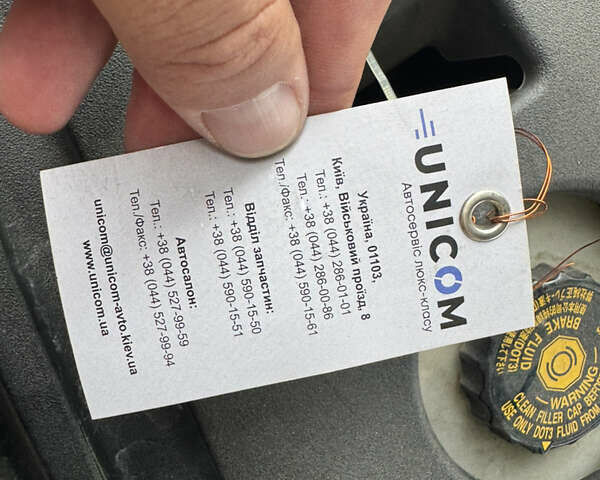 UNICOM
Автосервіс люкс-класу
Україна, 01103,
Київ, Військовий проїзд, 8
Тел.: +38 (044) 286-01-01
Тел.: +38 (044) 286-00-86
Тел./Факс: +38 (044) 590-15-61
Відділ запчастин:
Тел.: +38 (044) 590-15-50
Тел.: +38 (044) 590-15-51
Автосалон:
Тел.: +38 (044) 527-99-59
Тел./Факс: +38 (044) 527-99-94
unicom@unicom-avto.kiev.ua
www.unicom.ua
BRAKE
FLUID
WARNING
CLEAN FILLER CAP BEFO
USE ONLY DOT3 FLUID FROM